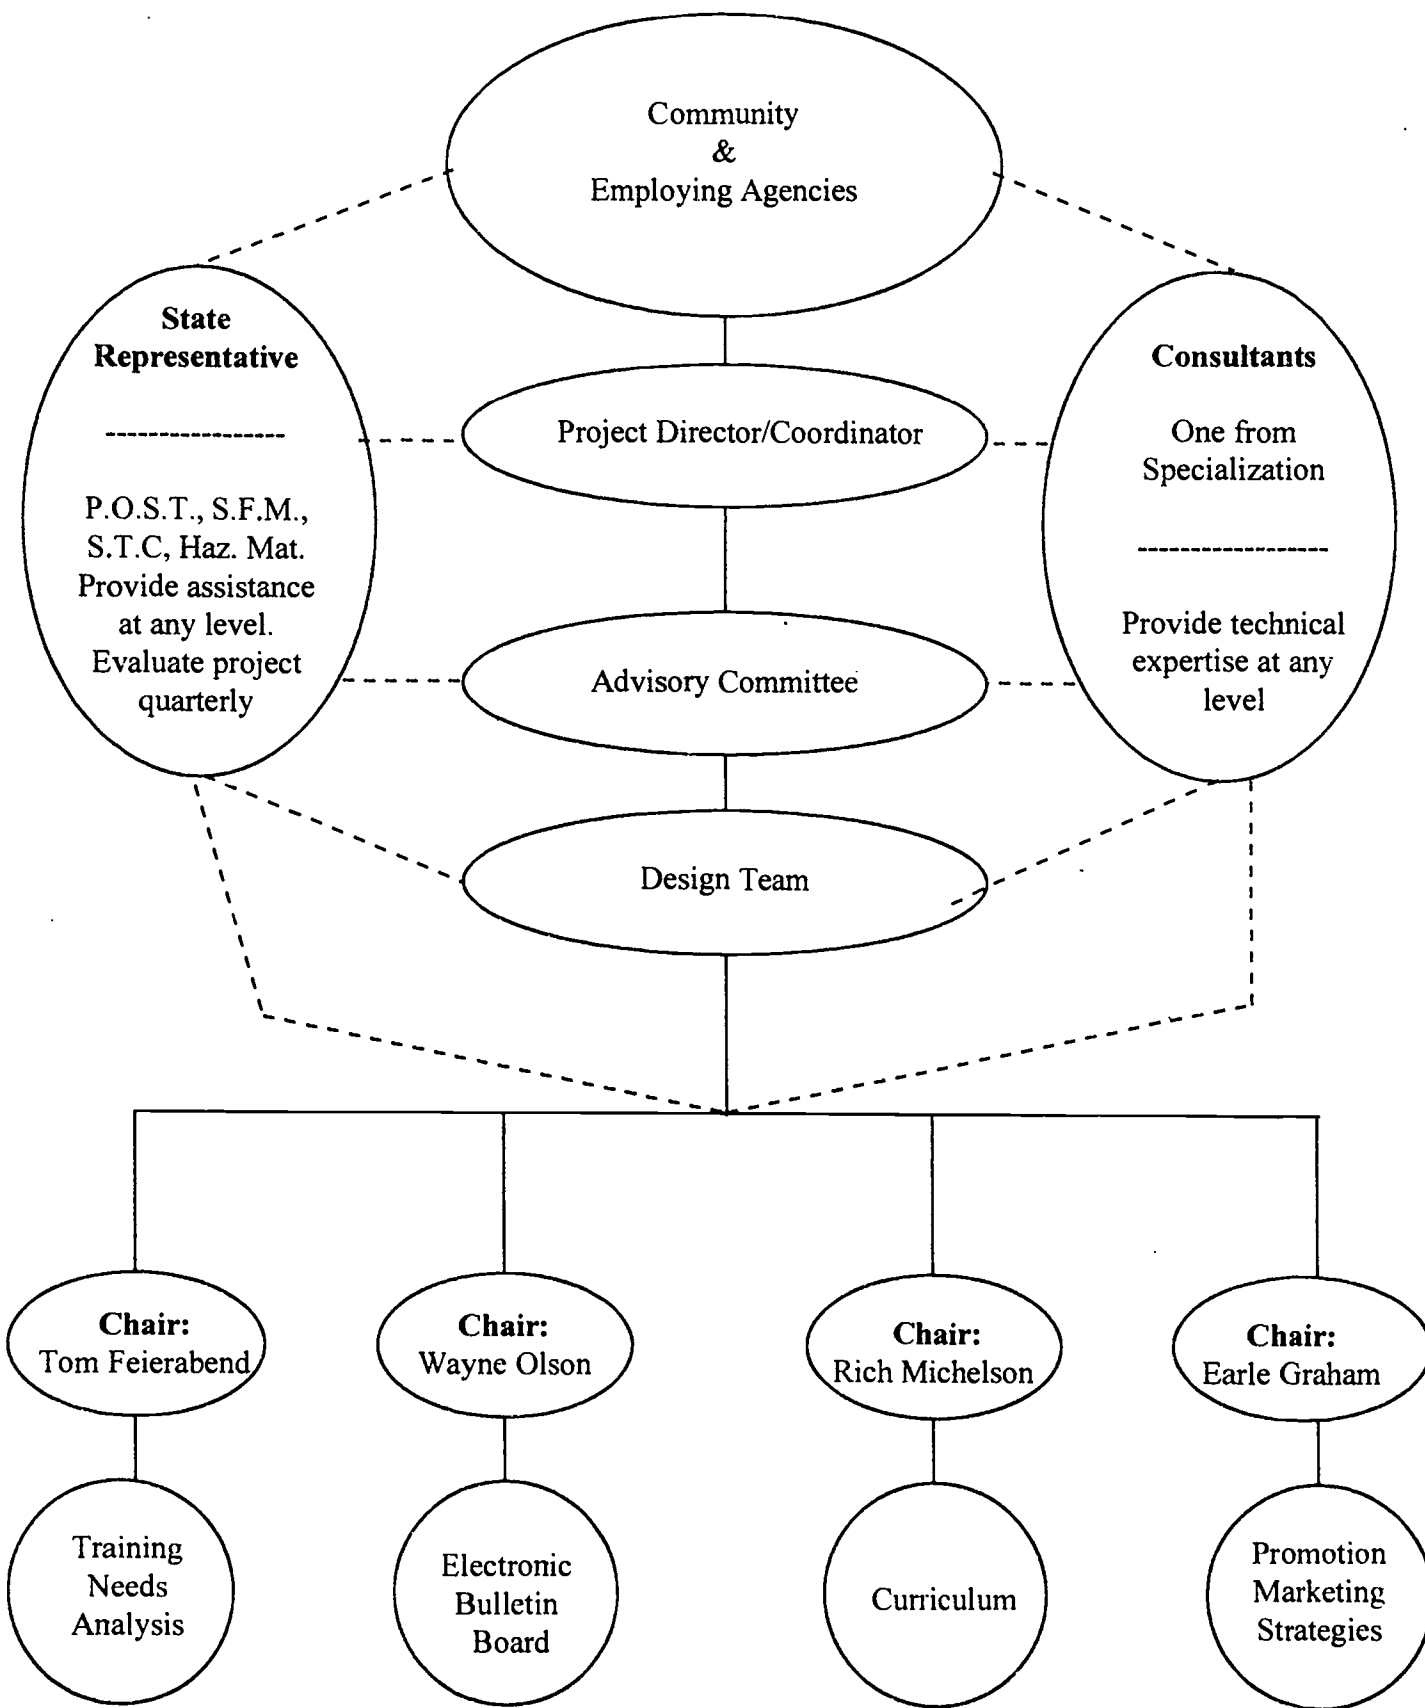 Community
&
Employing Agencies
State
Representative
-----------------
P.O.S.T., S.F.M.,
S.T.C, Haz. Mat.
Provide assistance
at any level.
Evaluate project
quarterly
Consultants
One from
Specialization
------------------
Provide technical
expertise at any
level
Project Director/Coordinator
Advisory Committee
Design Team
Chair:
Tom Feierabend
Chair:
Wayne Olson
Chair:
Rich Michelson
Chair:
Earle Graham
Training
Needs
Analysis
Electronic
Bulletin
Board
Curriculum
Promotion
Marketing
Strategies